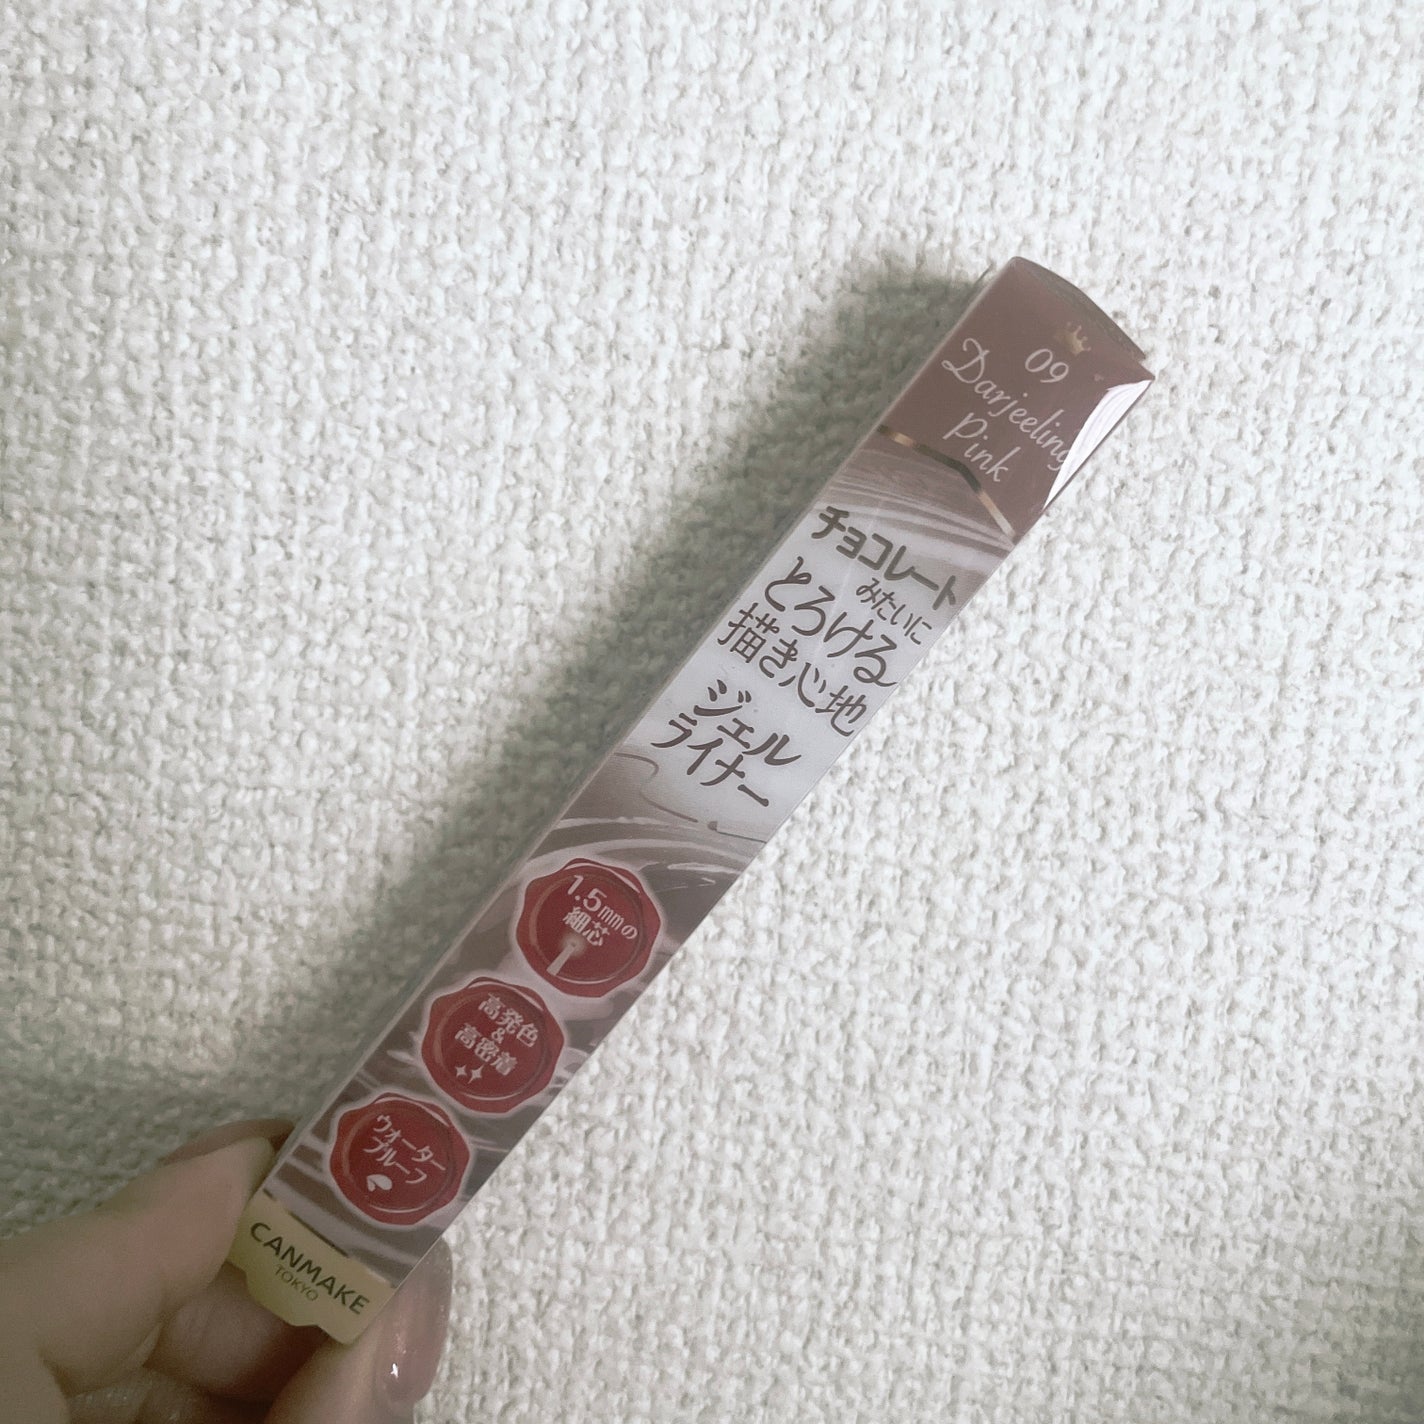 09
Darjeeling
Pink
チョコレート
みたいに
とろける
描き心地
ジェル
ライナー
1.5mmの
細芯
高発色
&
高密着
ウォーター
プルーフ
CANMAKE
TOKYO